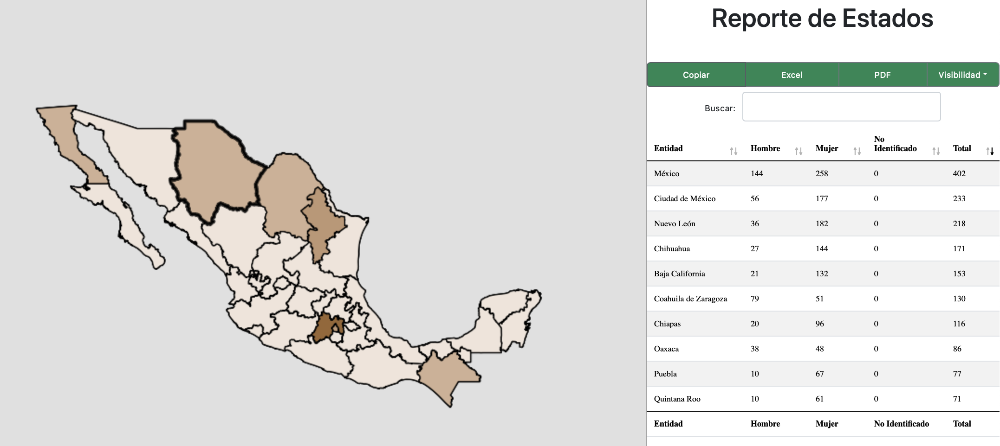 Reporte de Estados
Copiar Excel PDF Visibilidad
Buscar:
Entidad Hombre Mujer No Identificado Total
México 144 258 0 402
Ciudad de México 56 177 0 233
Nuevo León 36 182 0 218
Chihuahua 27 144 0 171
Baja California 21 132 0 153
Coahuila de Zaragoza 79 51 0 130
Chiapas 20 96 0 116
Oaxaca 38 48 0 86
Puebla 10 67 0 77
Quintana Roo 10 61 0 71
Entidad Hombre Mujer No Identificado Total